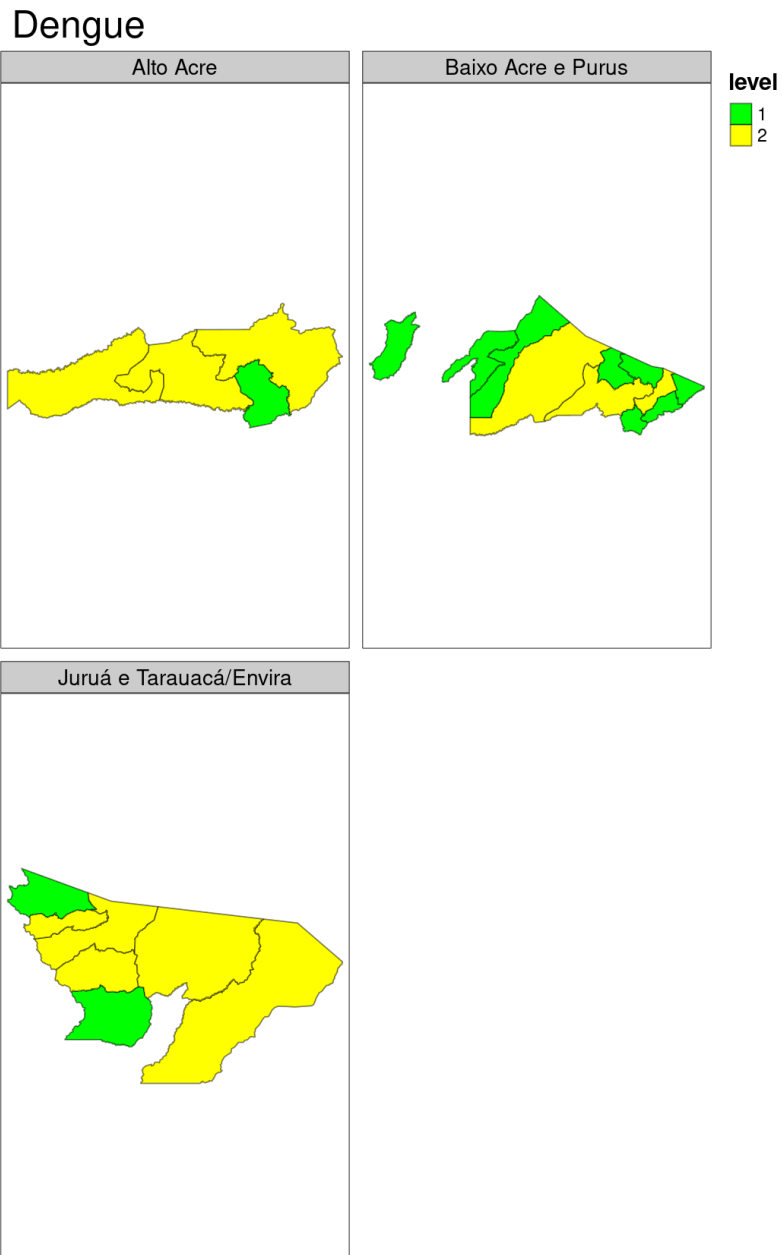 Dengue
Alto Acre
Baixo Acre e Purus
level
1
2
Juruá e Tarauacá/Envira